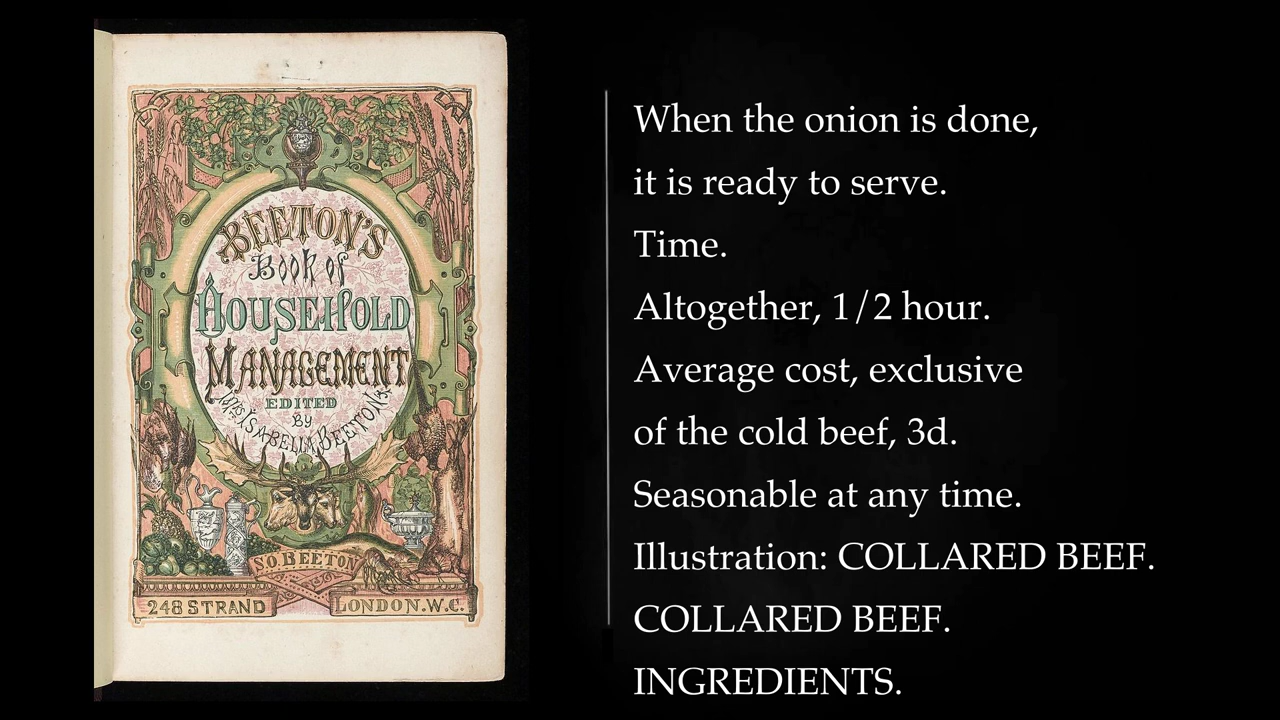 BEETON'S
Book of
HOUSEHOLD
MANAGEMENT
EDITED
BY
MRS ISABELLA BEETON
S.O. BEETON
248 STRAND
LONDON. W.C.
When the onion is done,
it is ready to serve.
Time.
Altogether, 1/2 hour.
Average cost, exclusive
of the cold beef, 3d.
Seasonable at any time.
Illustration: COLLARED BEEF.
COLLARED BEEF.
INGREDIENTS.